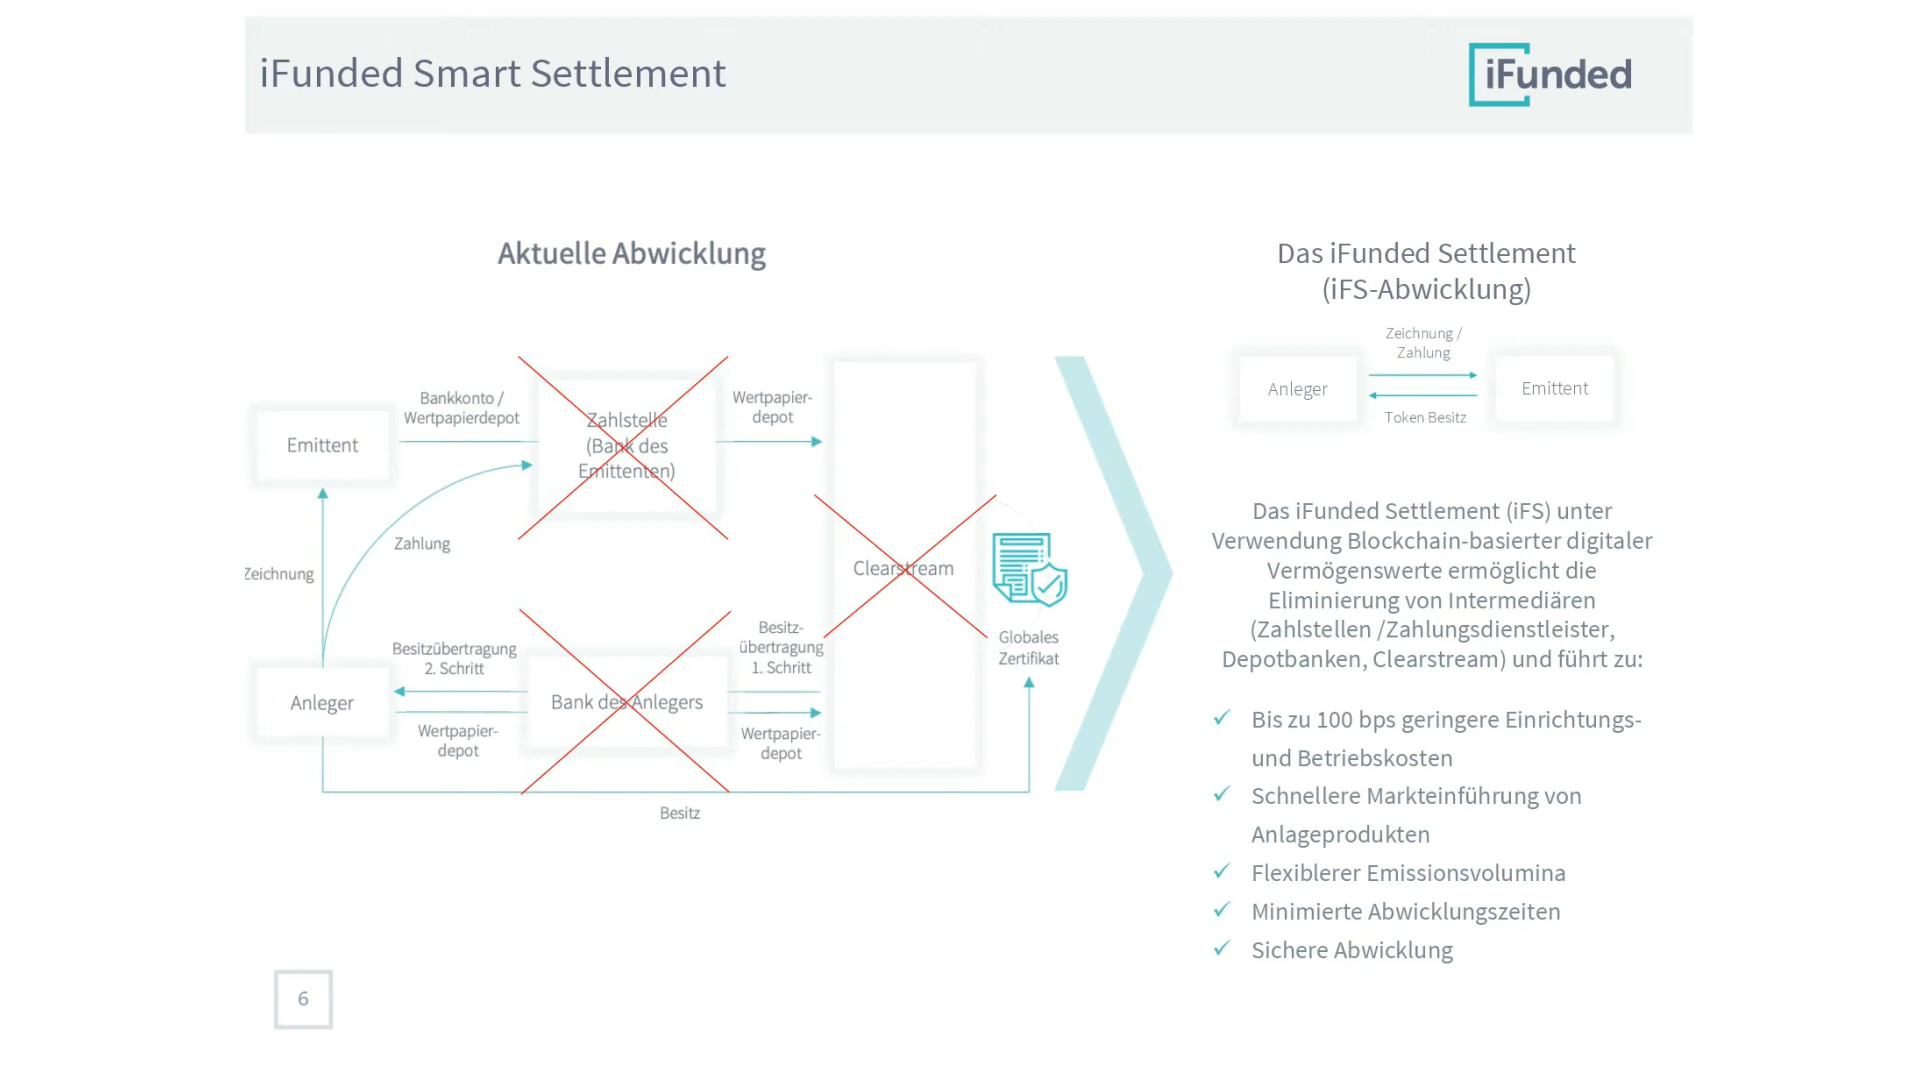 iFunded Smart Settlement
iFunded
Aktuelle Abwicklung
Emittent
Bankkonto /
Wertpapierdepot
Zahlstelle
(Bank des
Emittenten)
Wertpapier-
depot
Zahlung
Zeichnung
Clearstream
Globales
Zertifikat
Anleger
Besitzübertragung
2. Schritt
Wertpapier-
depot
Bank des Anlegers
Besitz-
übertragung
1. Schritt
Wertpapier-
depot
Besitz
Das iFunded Settlement
(iFS-Abwicklung)
Anleger
Zeichnung /
Zahlung
Token Besitz
Emittent
Das iFunded Settlement (iFS) unter
Verwendung Blockchain-basierter digitaler
Vermögenswerte ermöglicht die
Eliminierung von Intermediären
(Zahlstellen /Zahlungsdienstleister,
Depotbanken, Clearstream) und führt zu:
✓ Bis zu 100 bps geringere Einrichtungs-
und Betriebskosten
✓ Schnellere Markteinführung von
Anlageprodukten
✓ Flexiblerer Emissionsvolumina
✓ Minimierte Abwicklungszeiten
✓ Sichere Abwicklung
6